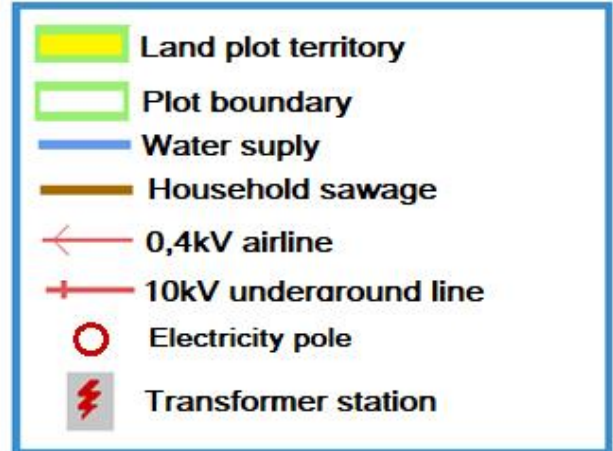 Land plot territory
Plot boundary
Water suply
Household sawage
0,4kV airline
10kV underground line
Electricity pole
Transformer station